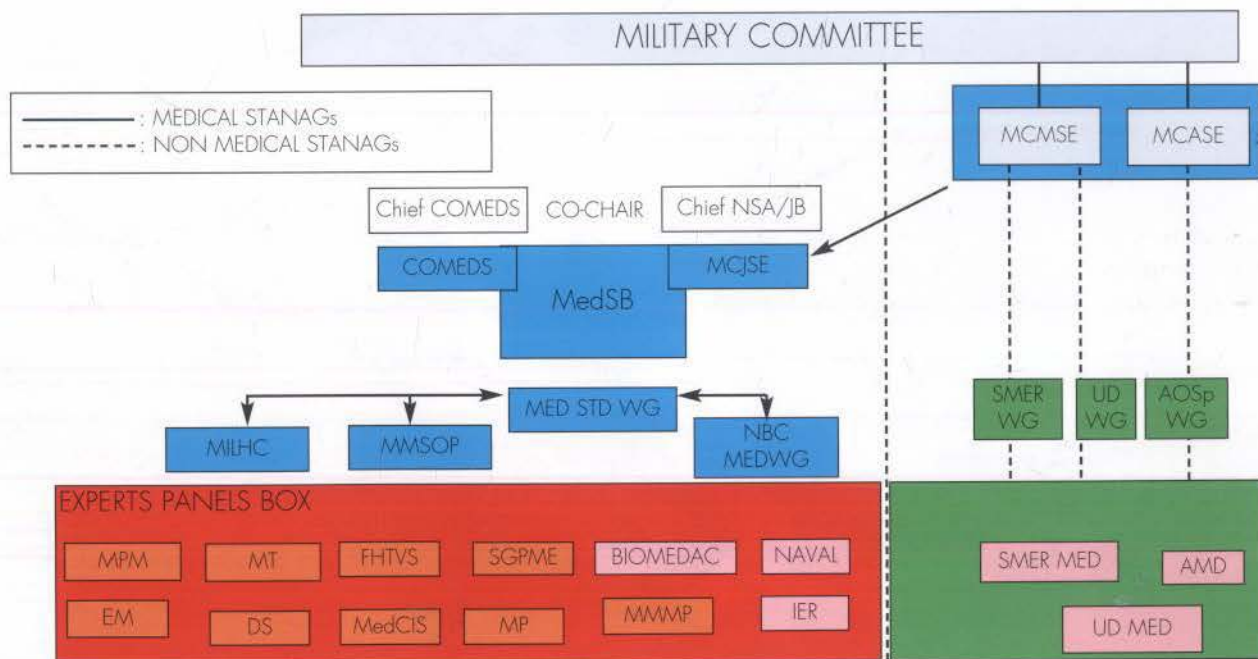 MILITARY COMMITTEE
: MEDICAL STANAGs
: NON MEDICAL STANAGs
MCMSE
MCASE
Chief COMEDS
CO-CHAIR
Chief NSA/JB
COMEDS
MCJSE
MedSB
MED STD WG
MILHC
MMSOP
NBC
MEDWG
SMER
WG
UD
WG
AOSp
WG
EXPERTS PANELS BOX
MPM
MT
FHTVS
SGPME
BIOMEDAC
NAVAL
EM
DS
MedCIS
MP
MMMP
IER
SMER MED
AMD
UD MED